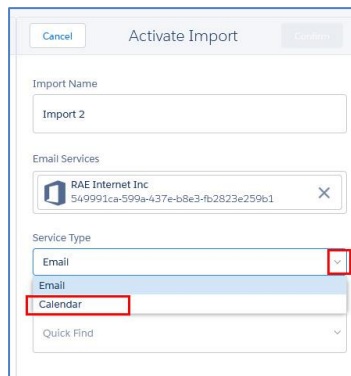 Cancel
Activate Import
Confirm
Import Name
Import 2
Email Services
RAE Internet Inc
549991ca-599a-437e-b8e3-fb2823e259b1
Service Type
Email
Email
Calendar
Quick Find